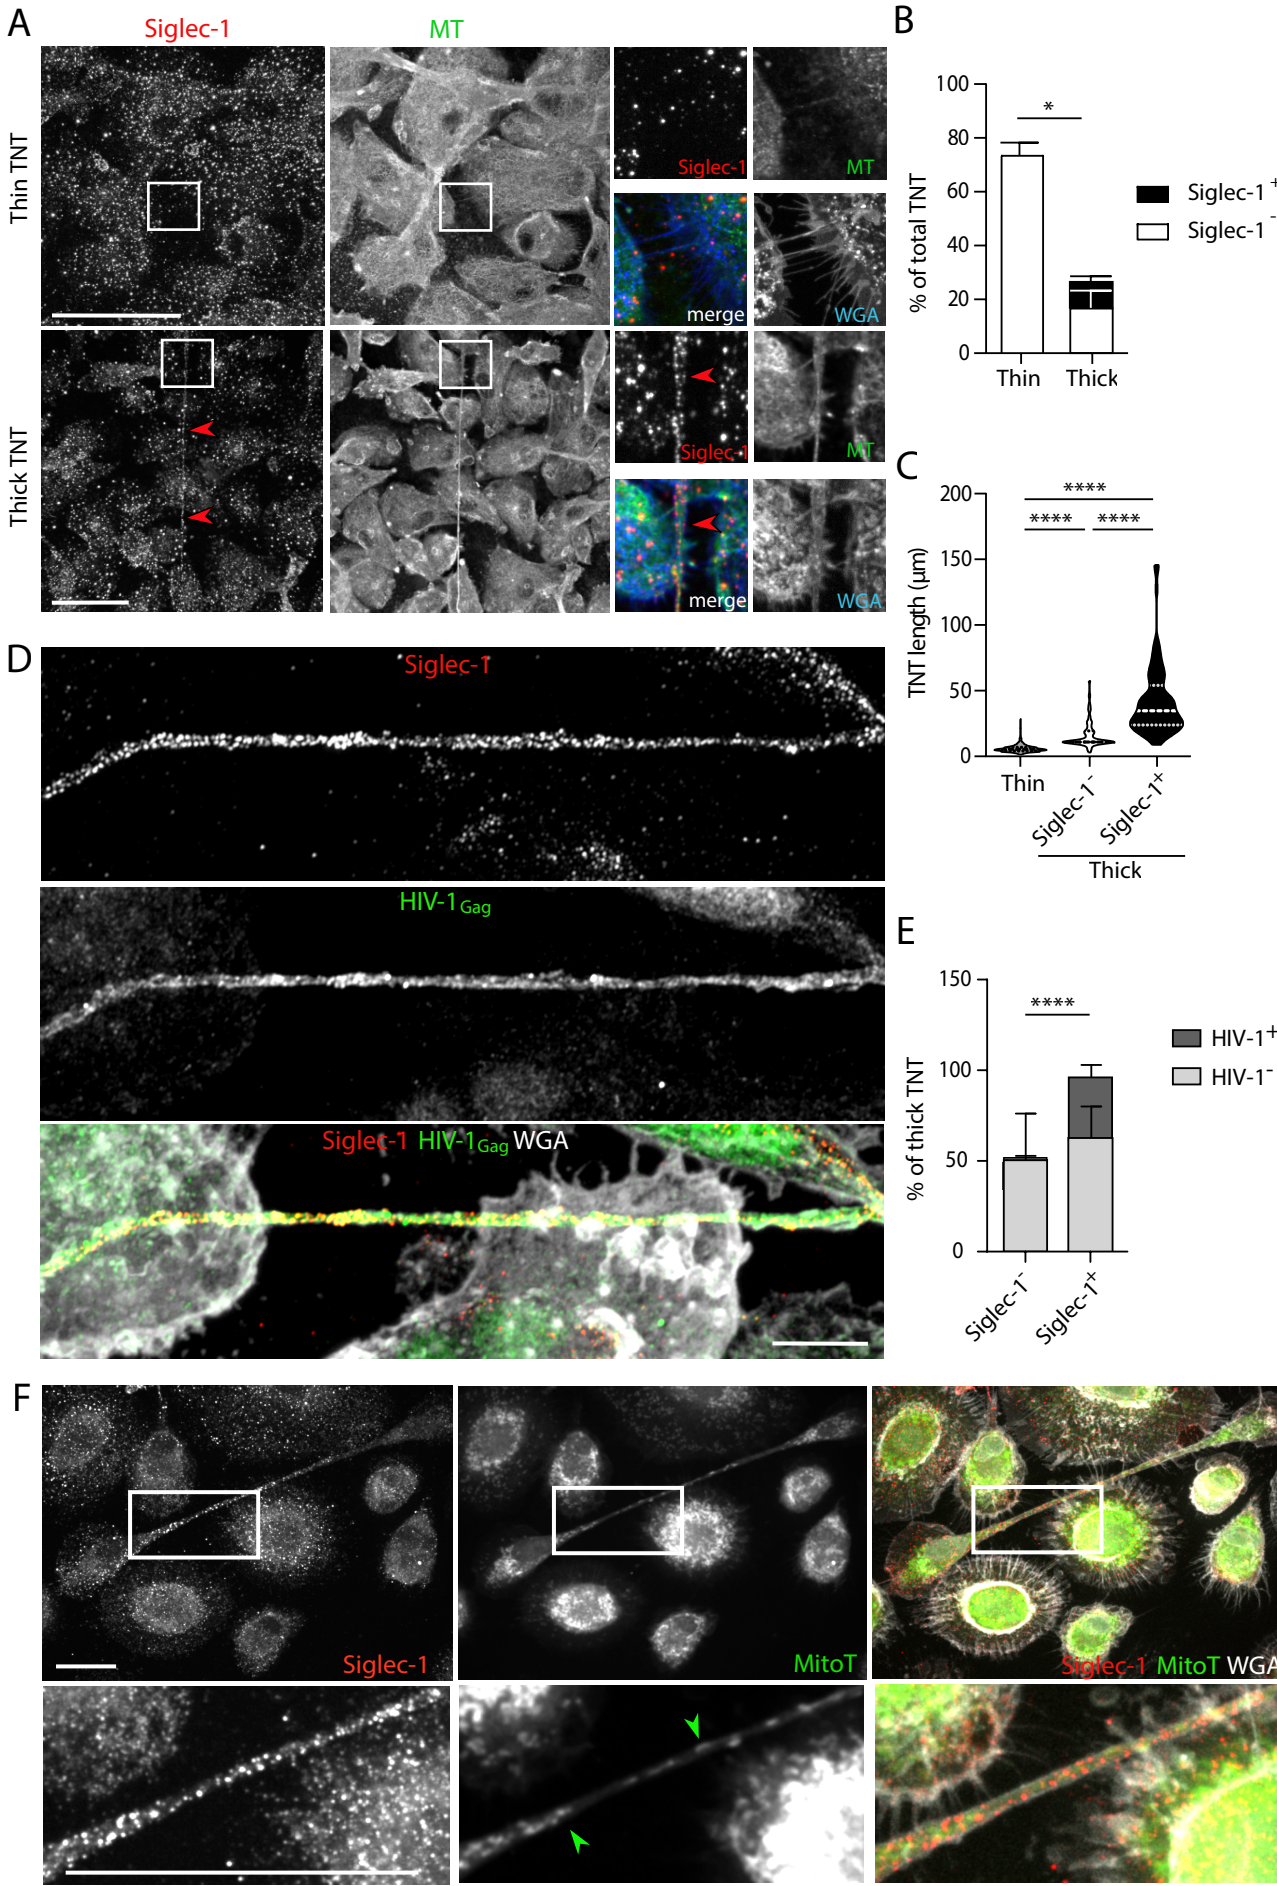 A
Siglec-1
MT
Thin TNT
Siglec-1
MT
merge
WGA
Thick TNT
Siglec-1
MT
merge
WGA
B
% of total TNT
100
80
60
40
20
0
*
Thin
Thick
Siglec-1⁺
Siglec-1⁻
C
TNT length (µm)
200
150
100
50
0
****
**** ****
Thin
Siglec-1⁻
Siglec-1⁺
Thick
D
Siglec-1
HIV-1Gag
Siglec-1 HIV-1Gag WGA
E
% of thick TNT
150
100
50
0
****
Siglec-1⁻
Siglec-1⁺
HIV-1⁺
HIV-1⁻
F
Siglec-1
MitoT
Siglec-1 MitoT WGA